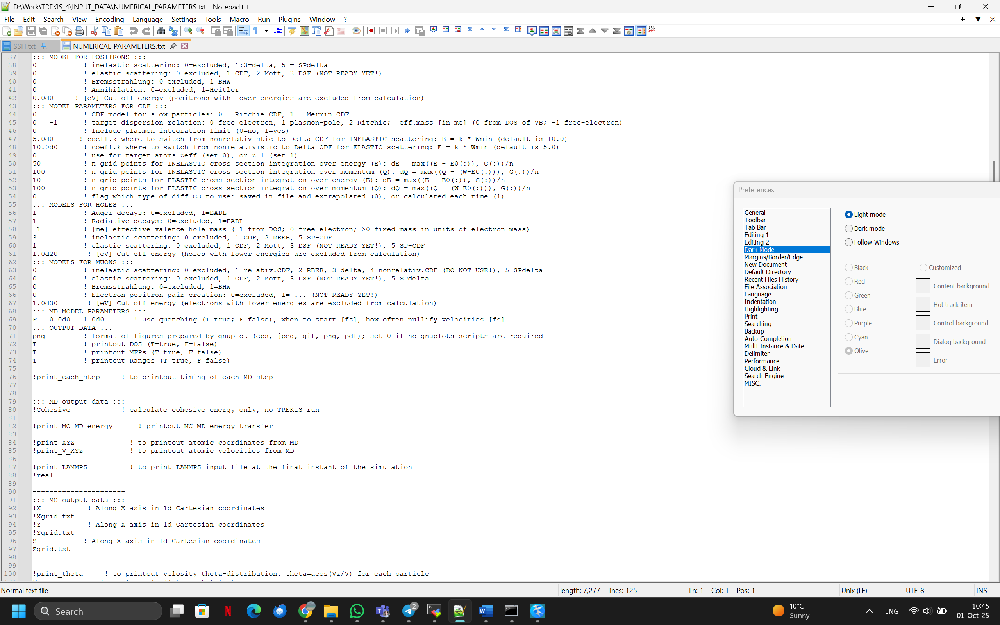 D:\Work\TREKIS_4\INPUT_DATA\NUMERICAL_PARAMETERS.txt - Notepad++
File Edit Search View Encoding Language Settings Tools Macro Run Plugins Window ?
SSH.txt NUMERICAL_PARAMETERS.txt
37 ::: MODEL FOR POSITRONS :::
38 0 ! inelastic scattering: 0=excluded, 1:3=delta, 5 = SPdelta
39 0 ! elastic scattering: 0=excluded, 1=CDF, 2=Mott, 3=DSF (NOT READY YET!)
40 0 ! Bremsstrahlung: 0=excluded, 1=BHW
41 0 ! Annihilation: 0=excluded, 1=Heitler
42 0.0d0 ! [eV] Cut-off energy (positrons with lower energies are excluded from calculation)
43 ::: MODEL PARAMETERS FOR CDF :::
44 0 ! CDF model for slow particles: 0 = Ritchie CDF, 1 = Mermin CDF
45 0 -1 ! target dispersion relation: 0=free electron, 1=plasmon-pole, 2=Ritchie; eff.mass [in me] (0=from DOS of VB; -1=free-electron)
46 0 ! Include plasmon integration limit (0=no, 1=yes)
47 5.0d0 ! coeff.k where to switch from nonrelativistic to Delta CDF for INELASTIC scattering: E = k * Wmin (default is 10.0)
48 10.0d0 ! coeff.k where to switch from nonrelativistic to Delta CDF for ELASTIC scattering: E = k * Wmin (default is 5.0)
49 0 ! use for target atoms Zeff (set 0), or Z=1 (set 1)
50 50 ! n grid points for INELASTIC cross section integration over energy (E): dE = max((E - E0(:)), G(:))/n
51 100 ! n grid points for INELASTIC cross section integration over momentum (Q): dQ = max((Q - (W-E0(:))), G(:))/n
52 10 ! n grid points for ELASTIC cross section integration over energy (E): dE = max((E - E0(:)), G(:))/n
53 100 ! n grid points for ELASTIC cross section integration over momentum (Q): dQ = max((Q - (W-E0(:))), G(:))/n
54 0 ! flag which type of diff.CS to use: saved in file and extrapolated (0), or calculated each time (1)
55 ::: MODELS FOR HOLES :::
56 1 ! Auger decays: 0=excluded, 1=EADL
57 1 ! Radiative decays: 0=excluded, 1=EADL
58 -1 ! [me] effective valence hole mass (-1=from DOS; 0=free electron; >0=fixed mass in units of electron mass)
59 3 ! inelastic scattering: 0=excluded, 1=CDF, 2=RBEB, 5=SP-CDF
60 1 ! elastic scattering: 0=excluded, 1=CDF, 2=Mott, 3=DSF (NOT READY YET!), 5=SP-CDF
61 1.0d20 ! [eV] Cut-off energy (holes with lower energies are excluded from calculation)
62 ::: MODELS FOR MUONS :::
63 0 ! inelastic scattering: 0=excluded, 1=relativ.CDF, 2=RBEB, 3=delta, 4=nonrelativ.CDF (DO NOT USE!), 5=SPdelta
64 0 ! elastic scattering: 0=excluded, 1=CDF, 2=Mott, 3=DSF (NOT READY YET!), 5=SPdelta
65 0 ! Bremsstrahlung: 0=excluded, 1=BHW
66 0 ! Electron-positron pair creation: 0=excluded, 1= ... (NOT READY YET!)
67 1.0d30 ! [eV] Cut-off energy (electrons with lower energies are excluded from calculation)
68 ::: MD MODEL PARAMETERS :::
69 F 0.0d0 1.0d0 ! Use quenching (T=true; F=false), when to start [fs], how often nullify velocities [fs]
70 ::: OUTPUT DATA :::
71 png ! format of figures prepared by gnuplot (eps, jpeg, gif, png, pdf); set 0 if no gnuplots scripts are required
72 T ! printout DOS (T=true, F=false)
73 T ! printout MFPs (T=true, F=false)
74 T ! printout Ranges (T=true, F=false)
75
76 !print_each_step ! to printout timing of each MD step
77
78 ----------------------
79 ::: MD output data :::
80 !Cohesive ! calculate cohesive energy only, no TREKIS run
81
82 !print_MC_MD_energy ! printout MC-MD energy transfer
83
84 !print_XYZ ! to printout atomic coordinates from MD
85 !print_V_XYZ ! to printout atomic velocities from MD
86
87 !print_LAMMPS ! to print LAMMPS input file at the finat instant of the simulation
88 !real
89
90 ----------------------
91 ::: MC output data :::
92 !X ! Along X axis in 1d Cartesian coordinates
93 !Xgrid.txt
94 !Y ! Along X axis in 1d Cartesian coordinates
95 !Ygrid.txt
96 Z ! Along X axis in 1d Cartesian coordinates
97 Zgrid.txt
98
99
100 !print_theta ! to printout velosity theta-distribution: theta=acos(Vz/V) for each particle
Preferences
General
Toolbar
Tab Bar
Editing 1
Editing 2
Dark Mode
Margins/Border/Edge
New Document
Default Directory
Recent Files History
File Association
Language
Indentation
Highlighting
Print
Searching
Backup
Auto-Completion
Multi-Instance & Date
Delimiter
Performance
Cloud & Link
Search Engine
MISC.
Light mode
Dark mode
Follow Windows
Black
Red
Green
Blue
Purple
Cyan
Olive
Customized
Content background
Hot track item
Control background
Dialog background
Error
Normal text file length: 7,277 lines: 125 Ln: 1 Col: 1 Pos: 1 Unix (LF) UTF-8 INS
Search
2
10°C
Sunny
ENG
10:45
01-Oct-25